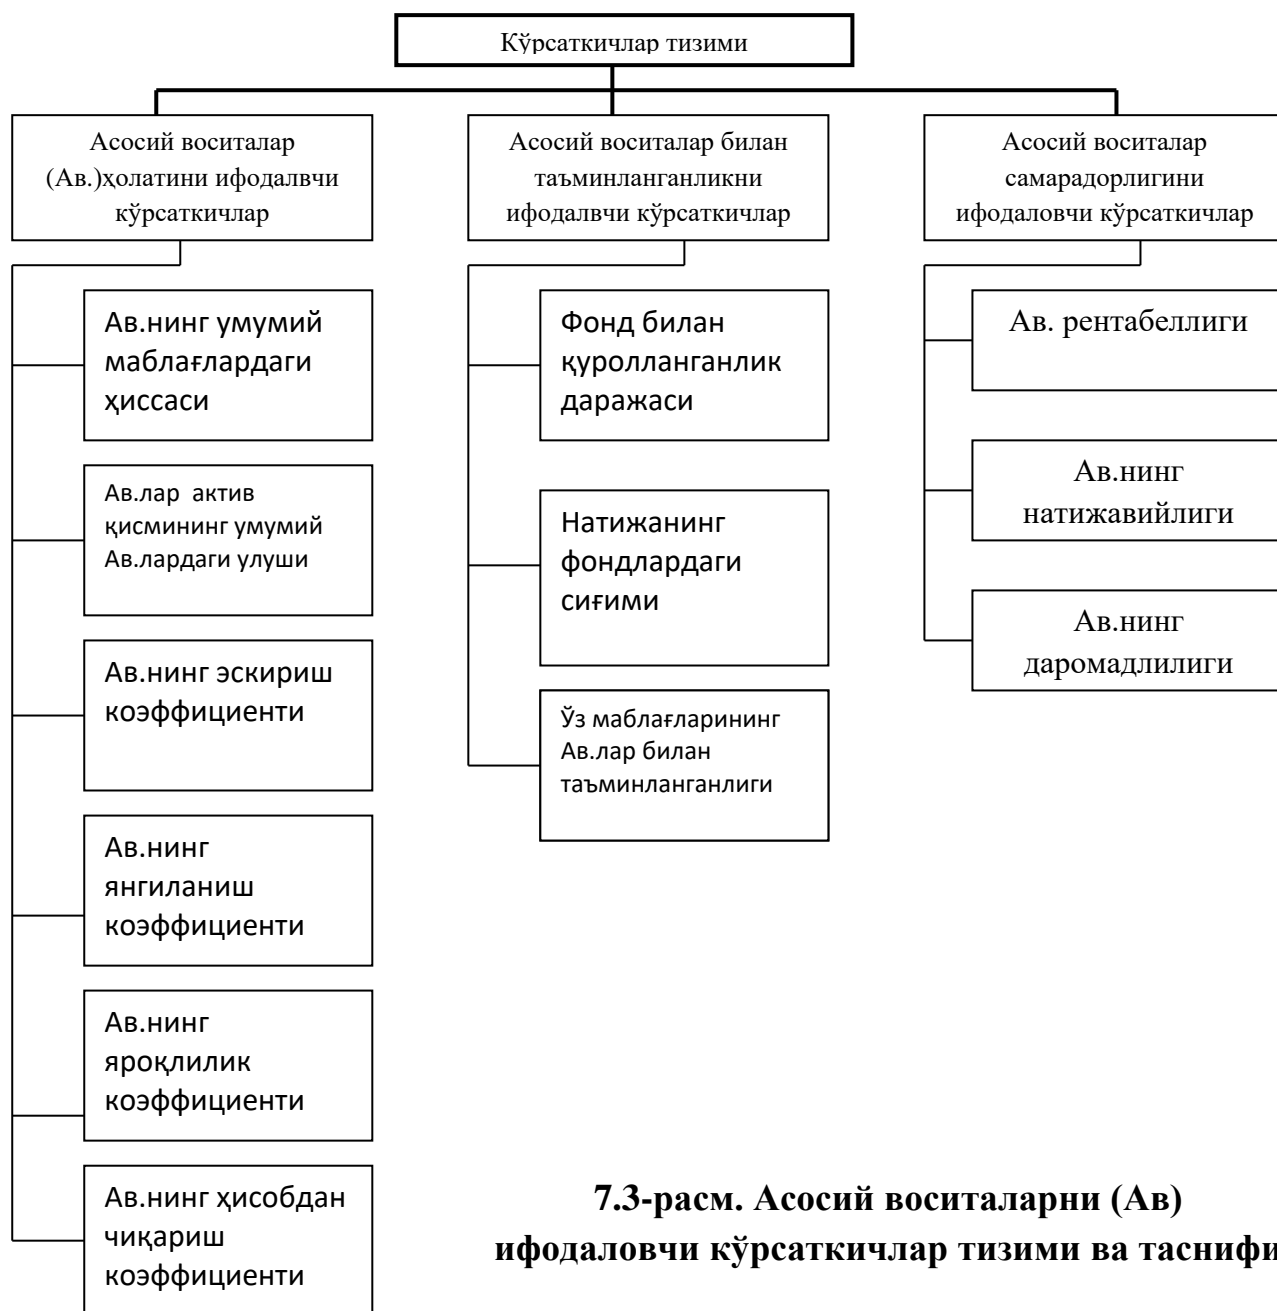 Кўрсаткичлар тизими
Асосий воситалар
(Ав.)ҳолатини ифодалвчи
кўрсаткичлар
Асосий воситалар билан
таъминланганликни
ифодалвчи кўрсаткичлар
Асосий воситалар
самарадорлигини
ифодаловчи кўрсаткичлар
Ав.нинг умумий
маблағлардаги
ҳиссаси
Ав.лар актив
қисмининг умумий
Ав.лардаги улуши
Ав.нинг эскириш
коэффициенти
Ав.нинг
янгиланиш
коэффициенти
Ав.нинг
яроқлилик
коэффициенти
Ав.нинг ҳисобдан
чиқариш
коэффициенти
Фонд билан
қуролланганлик
даражаси
Натижанинг
фондлардаги
сиғими
Ўз маблағларининг
Ав.лар билан
таъминланганлиги
Ав. рентабеллиги
Ав.нинг
натижавийлиги
Ав.нинг
даромадлилиги
7.3-расм. Асосий воситаларни (Ав)
ифодаловчи кўрсаткичлар тизими ва таснифи